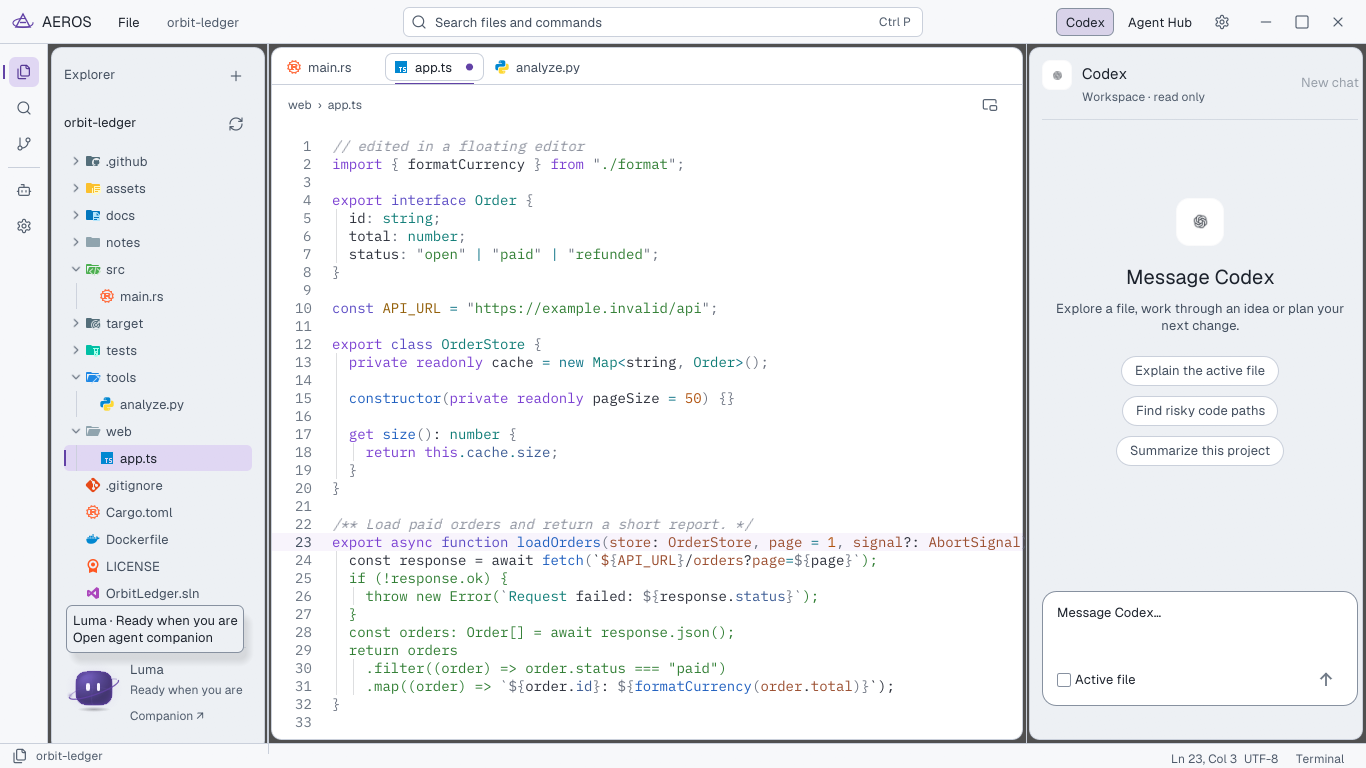 AEROS File orbit-ledger Search files and commands Ctrl P Codex Agent Hub
Explorer
orbit-ledger
.github
assets
docs
notes
src
main.rs
target
tests
tools
analyze.py
web
app.ts
.gitignore
Cargo.toml
Dockerfile
LICENSE
OrbitLedger.sln
Luma · Ready when you are
Open agent companion
Luma
Ready when you are
Companion ↗
main.rs app.ts analyze.py
web › app.ts
1 // edited in a floating editor
2 import { formatCurrency } from "./format";
3
4 export interface Order {
5 id: string;
6 total: number;
7 status: "open" | "paid" | "refunded";
8 }
9
10 const API_URL = "https://example.invalid/api";
11
12 export class OrderStore {
13 private readonly cache = new Map<string, Order>();
14
15 constructor(private readonly pageSize = 50) {}
16
17 get size(): number {
18 return this.cache.size;
19 }
20 }
21
22 /** Load paid orders and return a short report. */
23 export async function loadOrders(store: OrderStore, page = 1, signal?: AbortSignal
24 const response = await fetch(`${API_URL}/orders?page=${page}`);
25 if (!response.ok) {
26 throw new Error(`Request failed: ${response.status}`);
27 }
28 const orders: Order[] = await response.json();
29 return orders
30 .filter((order) => order.status === "paid")
31 .map((order) => `${order.id}: ${formatCurrency(order.total)}`);
32 }
33
Codex
Workspace · read only
New chat
Message Codex
Explore a file, work through an idea or plan your
next change.
Explain the active file
Find risky code paths
Summarize this project
Message Codex…
Active file
orbit-ledger Ln 23, Col 3 UTF-8 Terminal